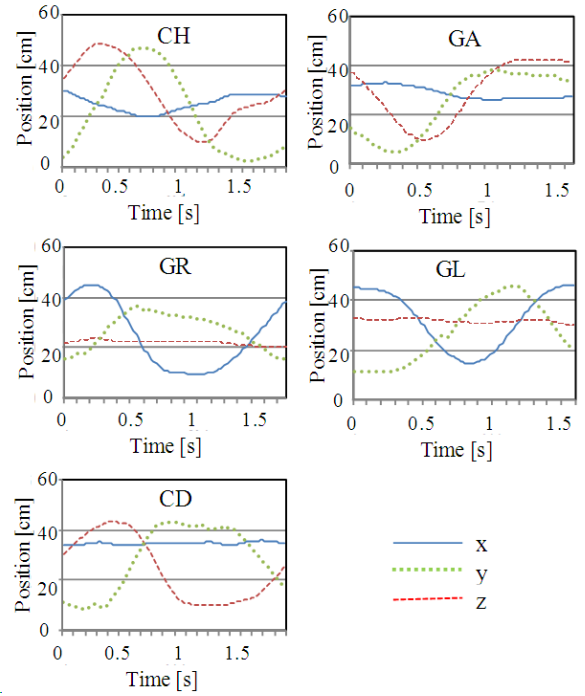 CH
Position [cm]
60
40
20
0
0 0.5 1 1.5
Time [s]
GA
Position [cm]
60
40
20
0
0 0.5 1 1.5
Time [s]
GR
Position [cm]
60
40
20
0
0 0.5 1 1.5
Time [s]
GL
Position [cm]
60
40
20
0
0 0.5 1 1.5
Time [s]
CD
Position [cm]
60
40
20
0
0 0.5 1 1.5
Time [s]
x
y
z